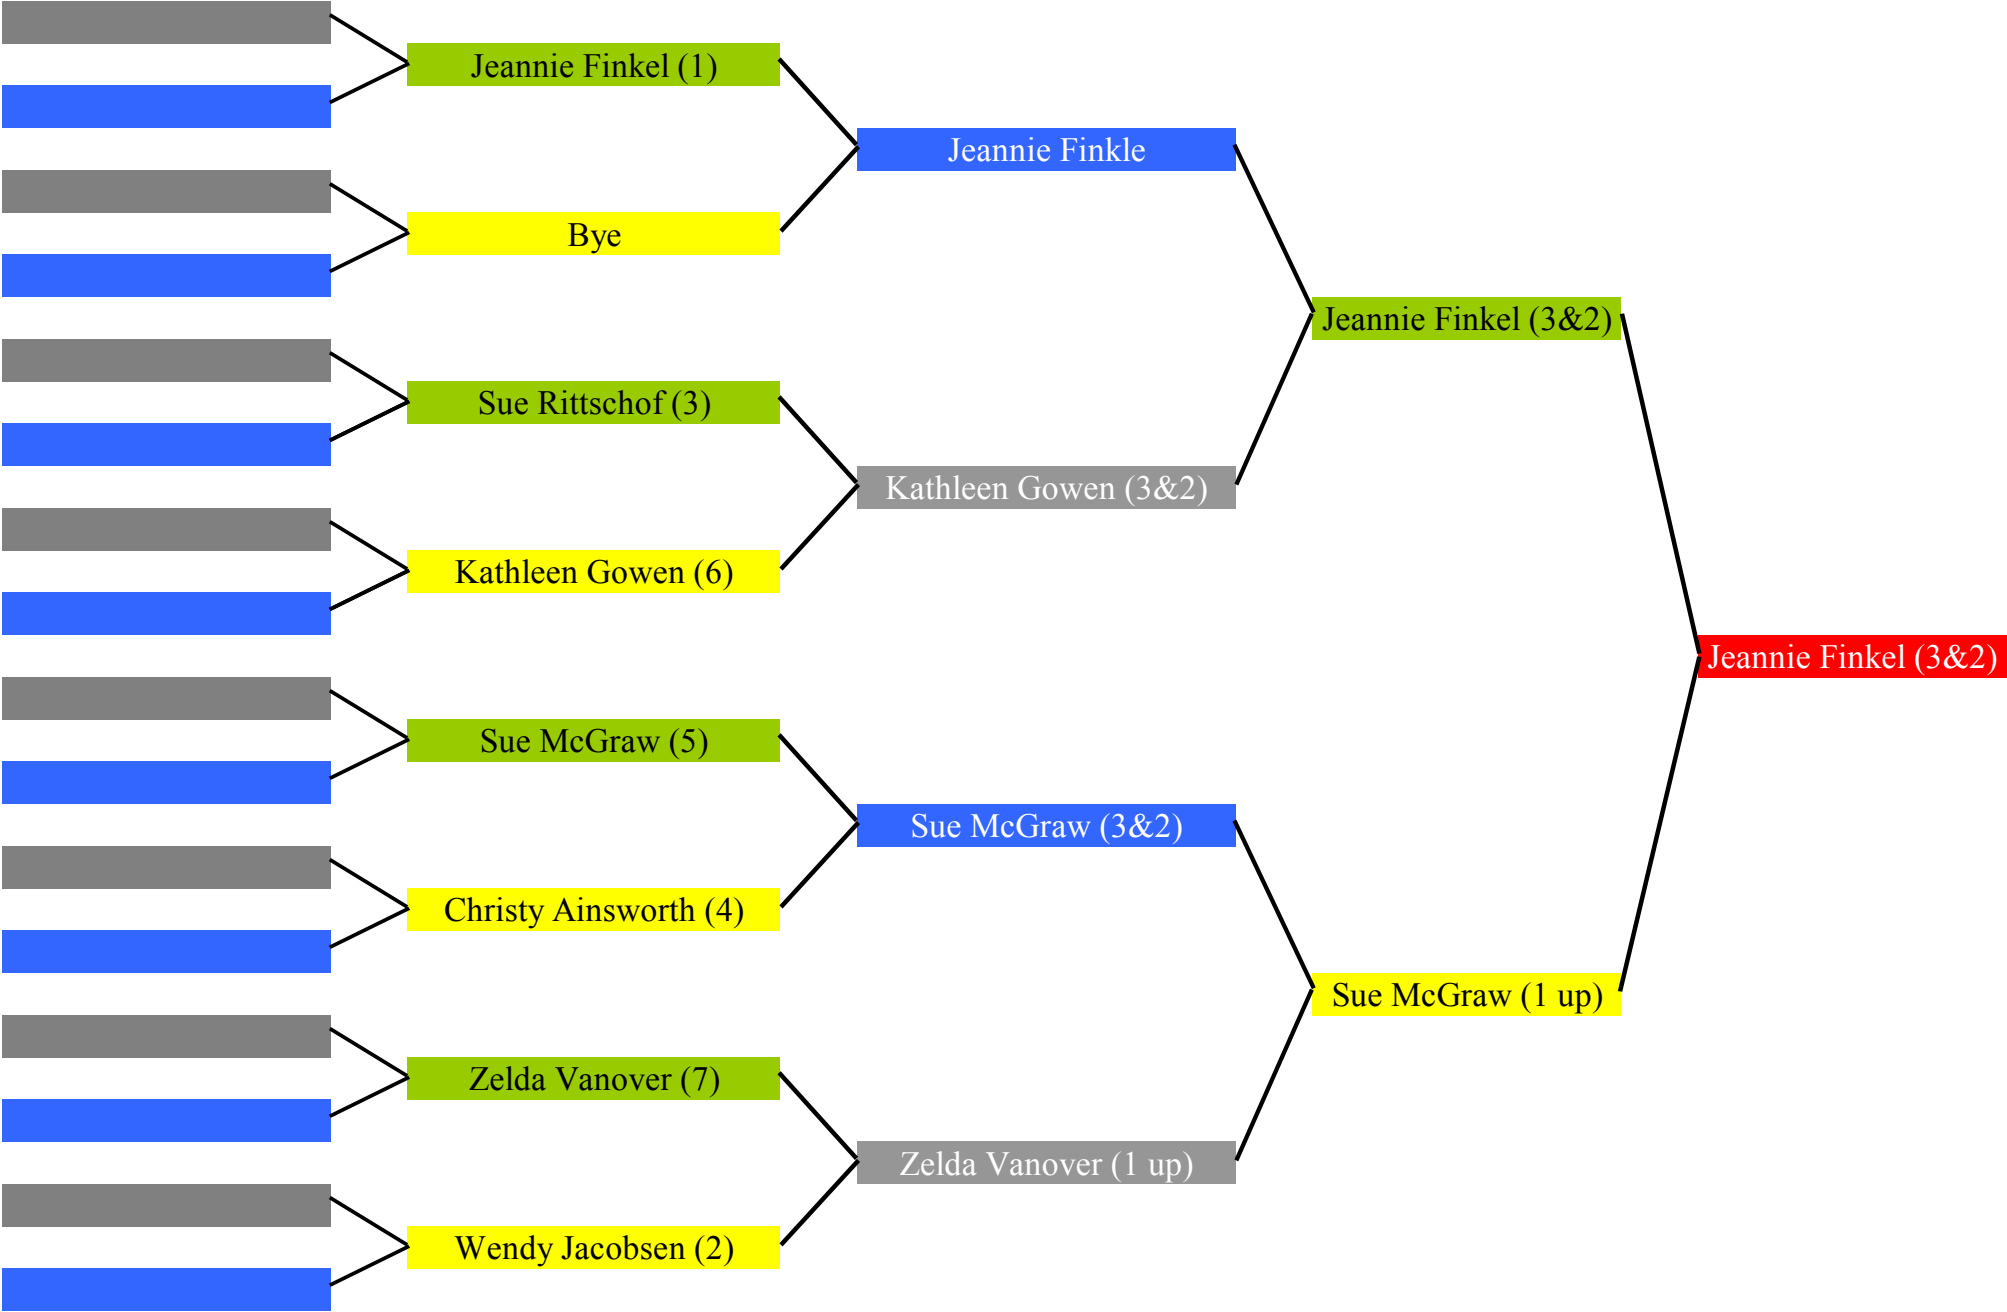 Jeannie Finkel (1)
Jeannie Finkle
Bye
Jeannie Finkel (3&2)
Sue Rittschof (3)
Kathleen Gowen (3&2)
Kathleen Gowen (6)
Jeannie Finkel (3&2)
Sue McGraw (5)
Sue McGraw (3&2)
Christy Ainsworth (4)
Sue McGraw (1 up)
Zelda Vanover (7)
Zelda Vanover (1 up)
Wendy Jacobsen (2)